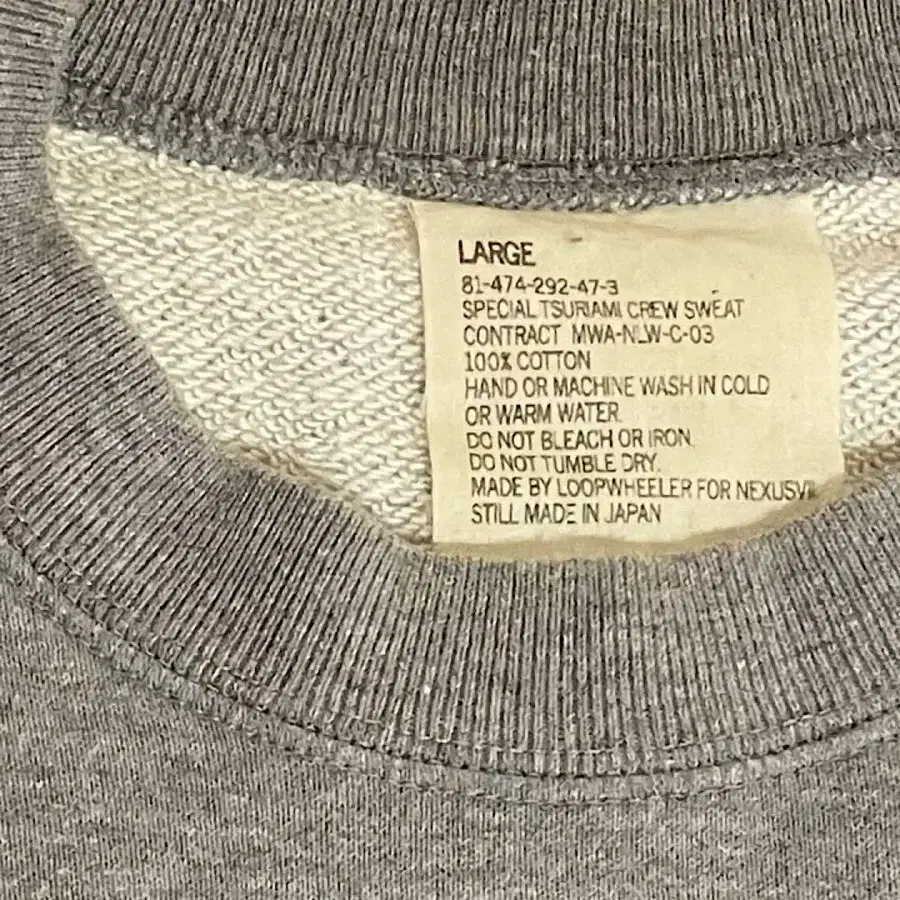 LARGE
81-474-292-47-3
SPECIAL TSURIAMI CREW SWEAT
CONTRACT MWA-NLW-C-03
100% COTTON
HAND OR MACHINE WASH IN COLD
OR WARM WATER.
DO NOT BLEACH OR IRON.
DO NOT TUMBLE DRY.
MADE BY LOOPWHEELER FOR NEXUSVII
STILL MADE IN JAPAN